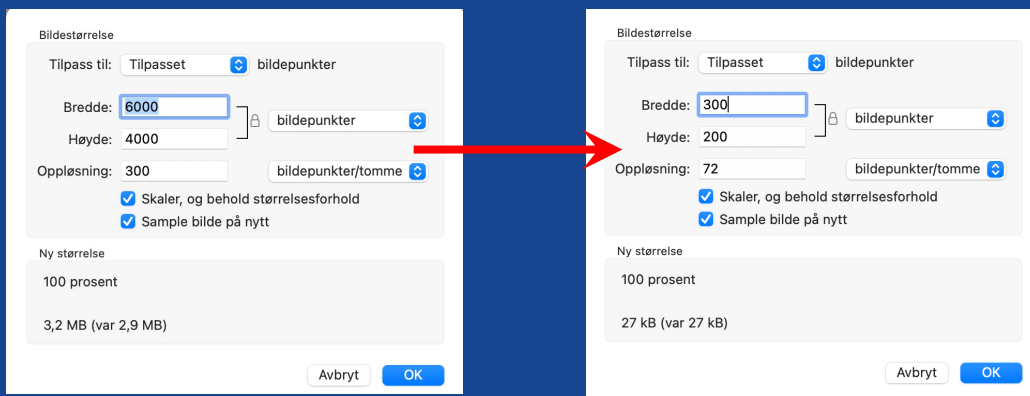 Bildestørrelse
Tilpass til: Tilpasset bildepunkter
Bredde: 6000
Høyde: 4000
bildepunkter
Oppløsning: 300 bildepunkter/tomme
Skaler, og behold størrelsesforhold
Sample bilde på nytt
Ny størrelse
100 prosent
3,2 MB (var 2,9 MB)
Avbryt OK
Bildestørrelse
Tilpass til: Tilpasset bildepunkter
Bredde: 300
Høyde: 200
bildepunkter
Oppløsning: 72 bildepunkter/tomme
Skaler, og behold størrelsesforhold
Sample bilde på nytt
Ny størrelse
100 prosent
27 kB (var 27 kB)
Avbryt OK